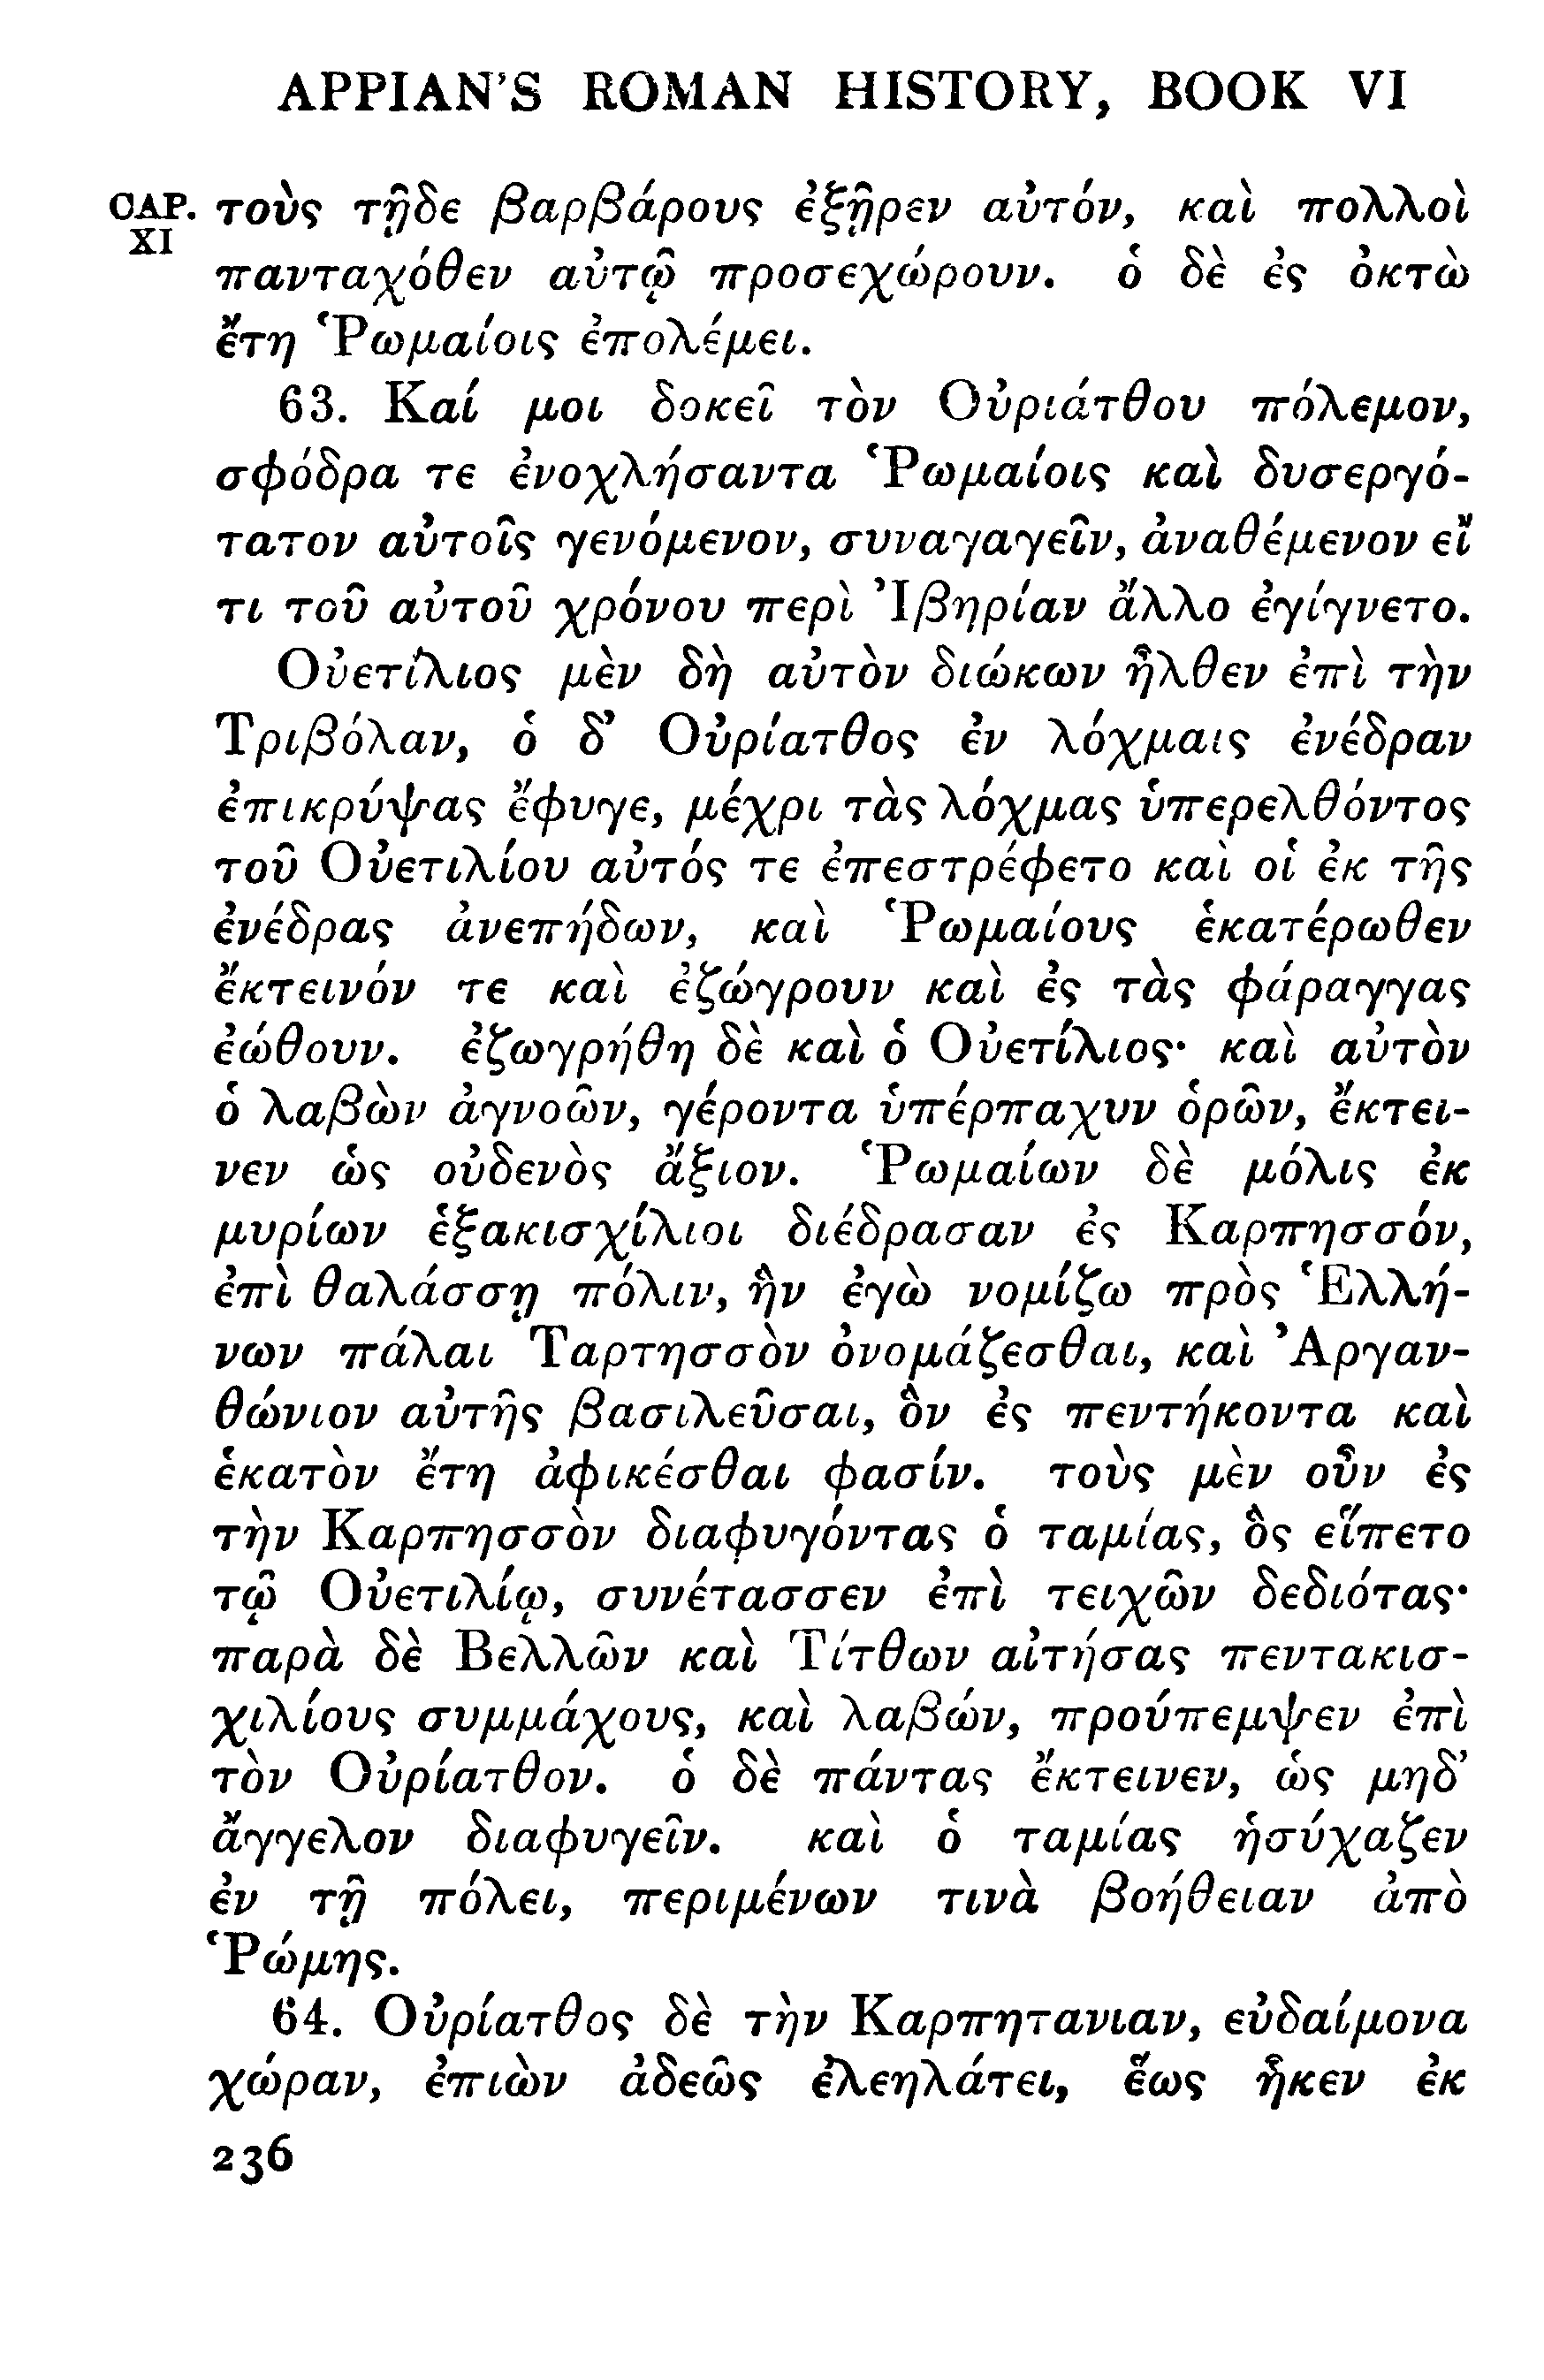 APPIAN'S ROMAN HISTORY, BOOK VI
CAP. τοὺς τῇδε βαρβάρους ἐξῇρεν αὐτόν, καὶ πολλοὶ
XI
πανταχόθεν αὐτῷ προσεχώρουν. ὁ δὲ ἐς ὀκτὼ
ἔτη Ῥωμαίοις ἐπολέμει.
63. Καί μοι δοκεῖ τὸν Οὐριάτθου πόλεμον,
σφόδρα τε ἐνοχλήσαντα Ῥωμαίοις καὶ δυσεργό-
τατον αὐτοῖς γενόμενον, συναγαγεῖν, ἀναθέμενον εἴ
τι τοῦ αὐτοῦ χρόνου περὶ Ἰβηρίαν ἄλλο ἐγίγνετο.
Οὐετίλιος μὲν δὴ αὐτὸν διώκων ἦλθεν ἐπὶ τὴν
Τριβόλαν, ὁ δ' Οὐρίατθος ἐν λόχμαις ἐνέδραν
ἐπικρύψας ἔφυγε, μέχρι τὰς λόχμας ὑπερελθόντος
τοῦ Οὐετιλίου αὐτός τε ἐπεστρέφετο καὶ οἱ ἐκ τῆς
ἐνέδρας ἀνεπήδων, καὶ Ῥωμαίους ἑκατέρωθεν
ἔκτεινόν τε καὶ ἐζώγρουν καὶ ἐς τὰς φάραγγας
ἐώθουν. ἐζωγρήθη δὲ καὶ ὁ Οὐετίλιος· καὶ αὐτὸν
ὁ λαβὼν ἀγνοῶν, γέροντα ὑπέρπαχυν ὁρῶν, ἔκτει-
νεν ὡς οὐδενὸς ἄξιον. Ῥωμαίων δὲ μόλις ἐκ
μυρίων ἑξακισχίλιοι διέδρασαν ἐς Καρπησσόν,
ἐπὶ θαλάσσῃ πόλιν, ἣν ἐγὼ νομίζω πρὸς Ἑλλή-
νων πάλαι Ταρτησσὸν ὀνομάζεσθαι, καὶ Ἀργαν-
θώνιον αὐτῆς βασιλεῦσαι, ὃν ἐς πεντήκοντα καὶ
ἑκατὸν ἔτη ἀφικέσθαι φασίν. τοὺς μὲν οὖν ἐς
τὴν Καρπησσὸν διαφυγόντας ὁ ταμίας, ὃς εἵπετο
τῷ Οὐετιλίῳ, συνέτασσεν ἐπὶ τειχῶν δεδιότας·
παρὰ δὲ Βελλῶν καὶ Τίτθων αἰτήσας πεντακισ-
χιλίους συμμάχους, καὶ λαβών, προύπεμψεν ἐπὶ
τὸν Οὐρίατθον. ὁ δὲ πάντας ἔκτεινεν, ὡς μηδ'
ἄγγελον διαφυγεῖν. καὶ ὁ ταμίας ἡσύχαζεν
ἐν τῇ πόλει, περιμένων τινὰ βοήθειαν ἀπὸ
Ῥώμης.
64. Οὐρίατθος δὲ τὴν Καρπητανιαν, εὐδαίμονα
χώραν, ἐπιὼν ἀδεῶς ἐλεηλάτει, ἕως ἧκεν ἐκ
236